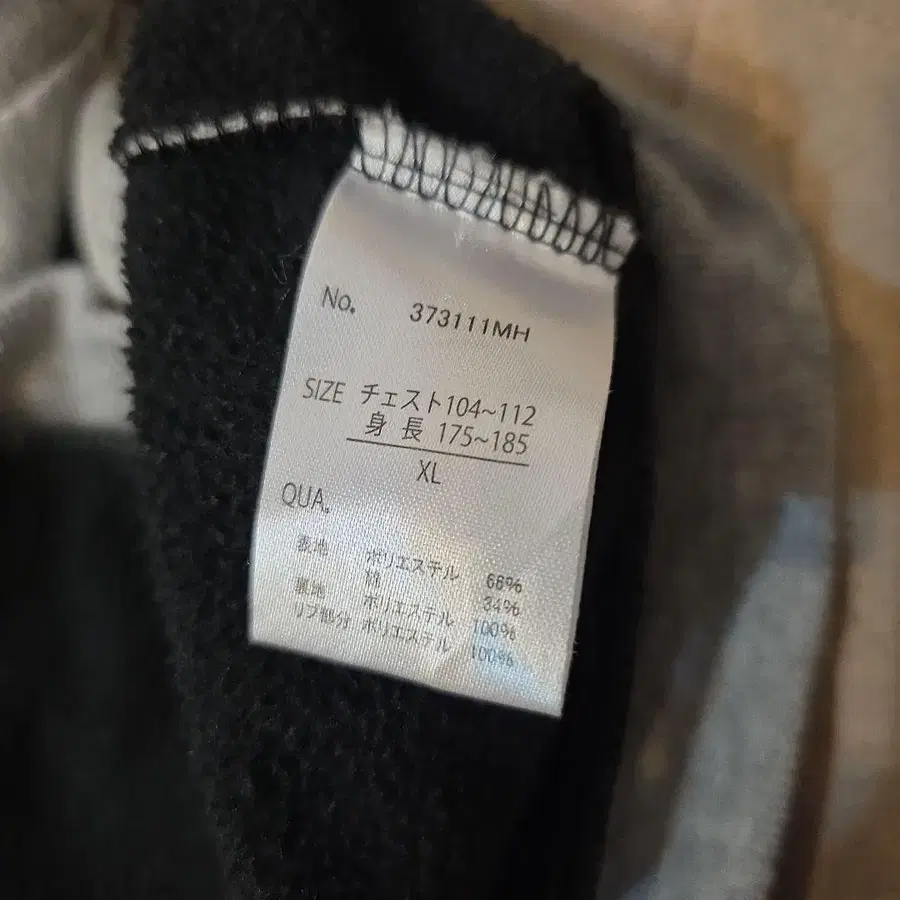 No. 373111MH
SIZE チェスト104~112
身 長 175~185
XL
QUA.
表地 ポリエステル 66%
綿 34%
裏地 ポリエステル 100%
リブ部分 ポリエステル 100%